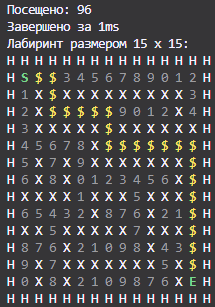 Посещено: 96
Завершено за 1ms
Лабиринт размером 15 x 15:
H H H H H H H H H H H H H H H
H S $ $ 3 4 5 6 7 8 9 0 1 2 H
H 1 X $ X X X X X X X X X 3 H
H 2 X $ $ $ $ $ 9 0 1 2 X 4 H
H 3 X X X X X $ X X X X X X H
H 4 5 6 7 8 X $ $ $ $ $ $ $ H
H 5 X 7 X 9 X X X X X X X $ H
H 6 X 8 X 0 1 2 3 4 5 6 X $ H
H X X X X 1 X X X 5 X X X $ H
H 6 5 4 3 2 X 8 7 6 X 2 1 $ H
H 7 X 5 X X X X X 7 X X X $ H
H 8 7 6 X 2 1 0 9 8 X 4 3 $ H
H 9 X 7 X X X X X X X 5 X $ H
H 0 X 8 X 2 1 0 9 8 7 6 X E H
H H H H H H H H H H H H H H H